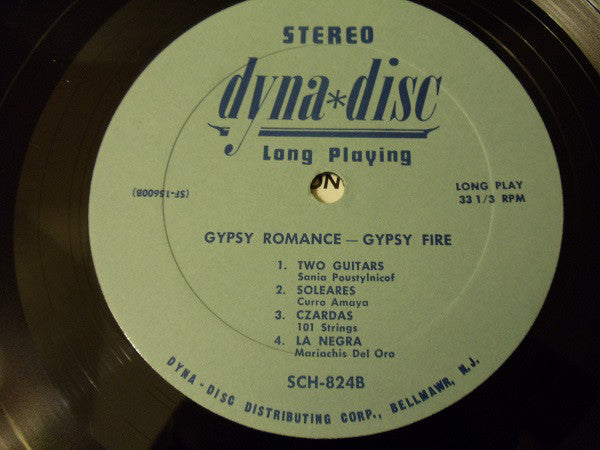 STEREO
dyna*disc
Long Playing
ON
(SF-15600B)
LONG PLAY
33 1/3 RPM
GYPSY ROMANCE — GYPSY FIRE
1. TWO GUITARS
Sania Poustylnicof
2. SOLEARES
Curro Amaya
3. CZARDAS
101 Strings
4. LA NEGRA
Mariachis Del Oro
SCH-824B
DYNA-DISC DISTRIBUTING CORP., BELLMAWR, N.J.